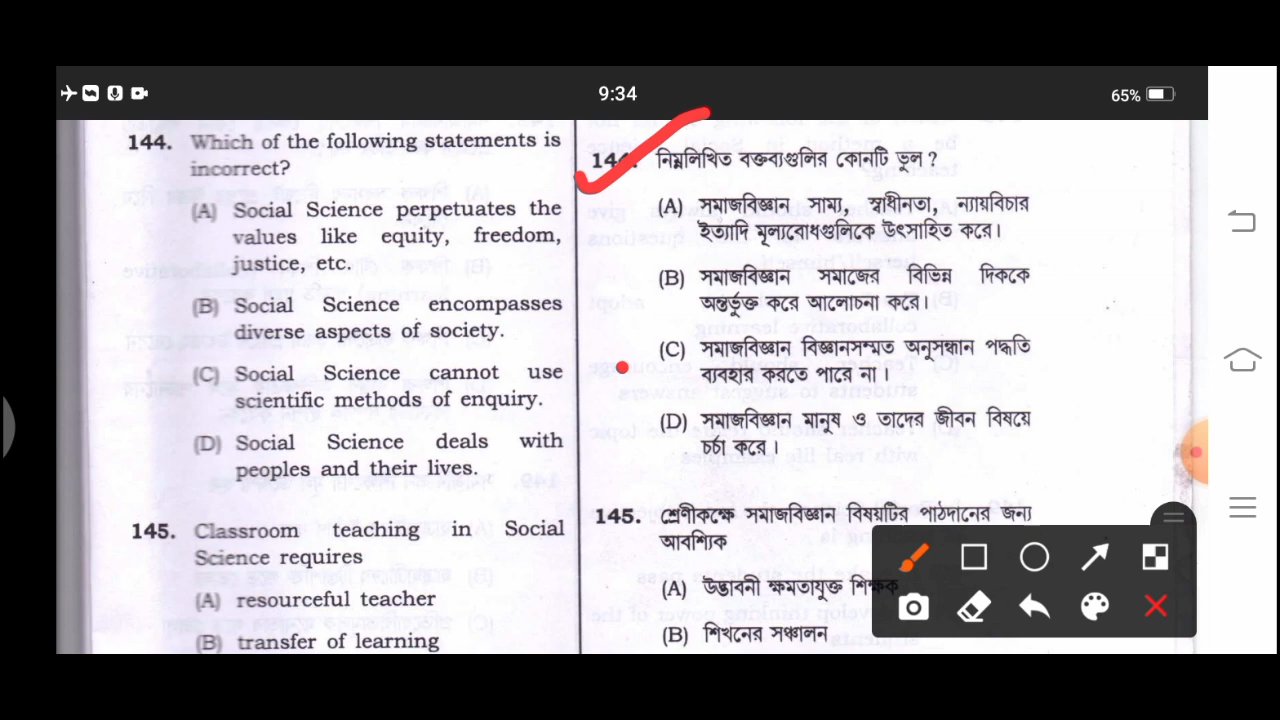 9:34
65%
144. Which of the following statements is
incorrect?
(A) Social Science perpetuates the
values like equity, freedom,
justice, etc.
(B) Social Science encompasses
diverse aspects of society.
(C) Social Science cannot use
scientific methods of enquiry.
(D) Social Science deals with
peoples and their lives.
145. Classroom teaching in Social
Science requires
(A) resourceful teacher
(B) transfer of learning
144. নিম্নলিখিত বক্তব্যগুলির কোনটি ভুল ?
(A) সমাজবিজ্ঞান সাম্য, স্বাধীনতা, ন্যায়বিচার
ইত্যাদি মূল্যবোধগুলিকে উৎসাহিত করে।
(B) সমাজবিজ্ঞান সমাজের বিভিন্ন দিককে
অন্তর্ভুক্ত করে আলোচনা করে।
(C) সমাজবিজ্ঞান বিজ্ঞানসম্মত অনুসন্ধান পদ্ধতি
ব্যবহার করতে পারে না।
(D) সমাজবিজ্ঞান মানুষ ও তাদের জীবন বিষয়ে
চর্চা করে।
145. শ্রেণীকক্ষে সমাজবিজ্ঞান বিষয়টির পাঠদানের জন্য
আবশ্যিক
(A) উদ্ভাবনী ক্ষমতাযুক্ত শিক্ষক
(B) শিখনের সঞ্চালন